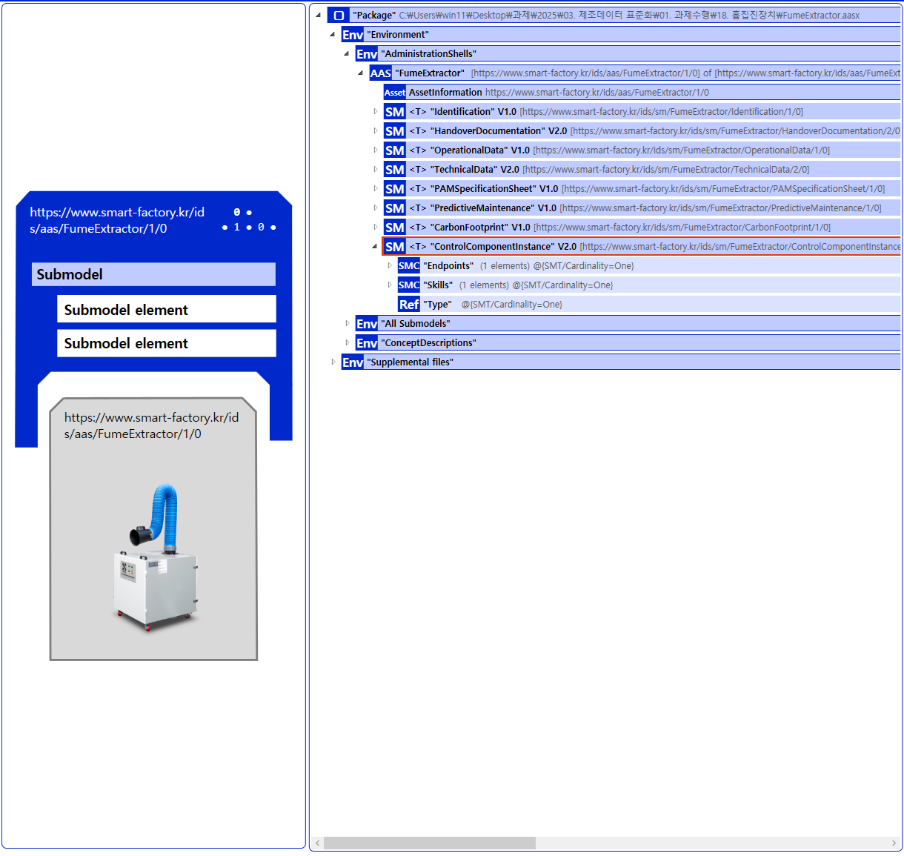 https://www.smart-factory.kr/id
s/aas/FumeExtractor/1/0
0
1 0
Submodel
Submodel element
Submodel element
https://www.smart-factory.kr/id
s/aas/FumeExtractor/1/0
"Package" C:₩Users₩win11₩Desktop₩과제₩2025₩03. 제조데이터 표준화₩01. 과제수행₩18. 흄집진장치₩FumeExtractor.aasx
Env "Environment"
Env "AdministrationShells"
AAS "FumeExtractor" [https://www.smart-factory.kr/ids/aas/FumeExtractor/1/0] of [https://www.smart-factory.kr/ids/aas/FumeExt
Asset AssetInformation https://www.smart-factory.kr/ids/aas/FumeExtractor/1/0
SM <T> "Identification" V1.0 [https://www.smart-factory.kr/ids/sm/FumeExtractor/Identification/1/0]
SM <T> "HandoverDocumentation" V2.0 [https://www.smart-factory.kr/ids/sm/FumeExtractor/HandoverDocumentation/2/0
SM <T> "OperationalData" V1.0 [https://www.smart-factory.kr/ids/sm/FumeExtractor/OperationalData/1/0]
SM <T> "TechnicalData" V2.0 [https://www.smart-factory.kr/ids/sm/FumeExtractor/TechnicalData/2/0]
SM <T> "PAMSpecificationSheet" V1.0 [https://www.smart-factory.kr/ids/sm/FumeExtractor/PAMSpecificationSheet/1/0]
SM <T> "PredictiveMaintenance" V1.0 [https://www.smart-factory.kr/ids/sm/FumeExtractor/PredictiveMaintenance/1/0]
SM <T> "CarbonFootprint" V1.0 [https://www.smart-factory.kr/ids/sm/FumeExtractor/CarbonFootprint/1/0]
SM <T> "ControlComponentInstance" V2.0 [https://www.smart-factory.kr/ids/sm/FumeExtractor/ControlComponentInstance
SMC "Endpoints" (1 elements) @{SMT/Cardinality=One}
SMC "Skills" (1 elements) @{SMT/Cardinality=One}
Ref "Type" @{SMT/Cardinality=One}
Env "All Submodels"
Env "ConceptDescriptions"
Env "Supplemental files"